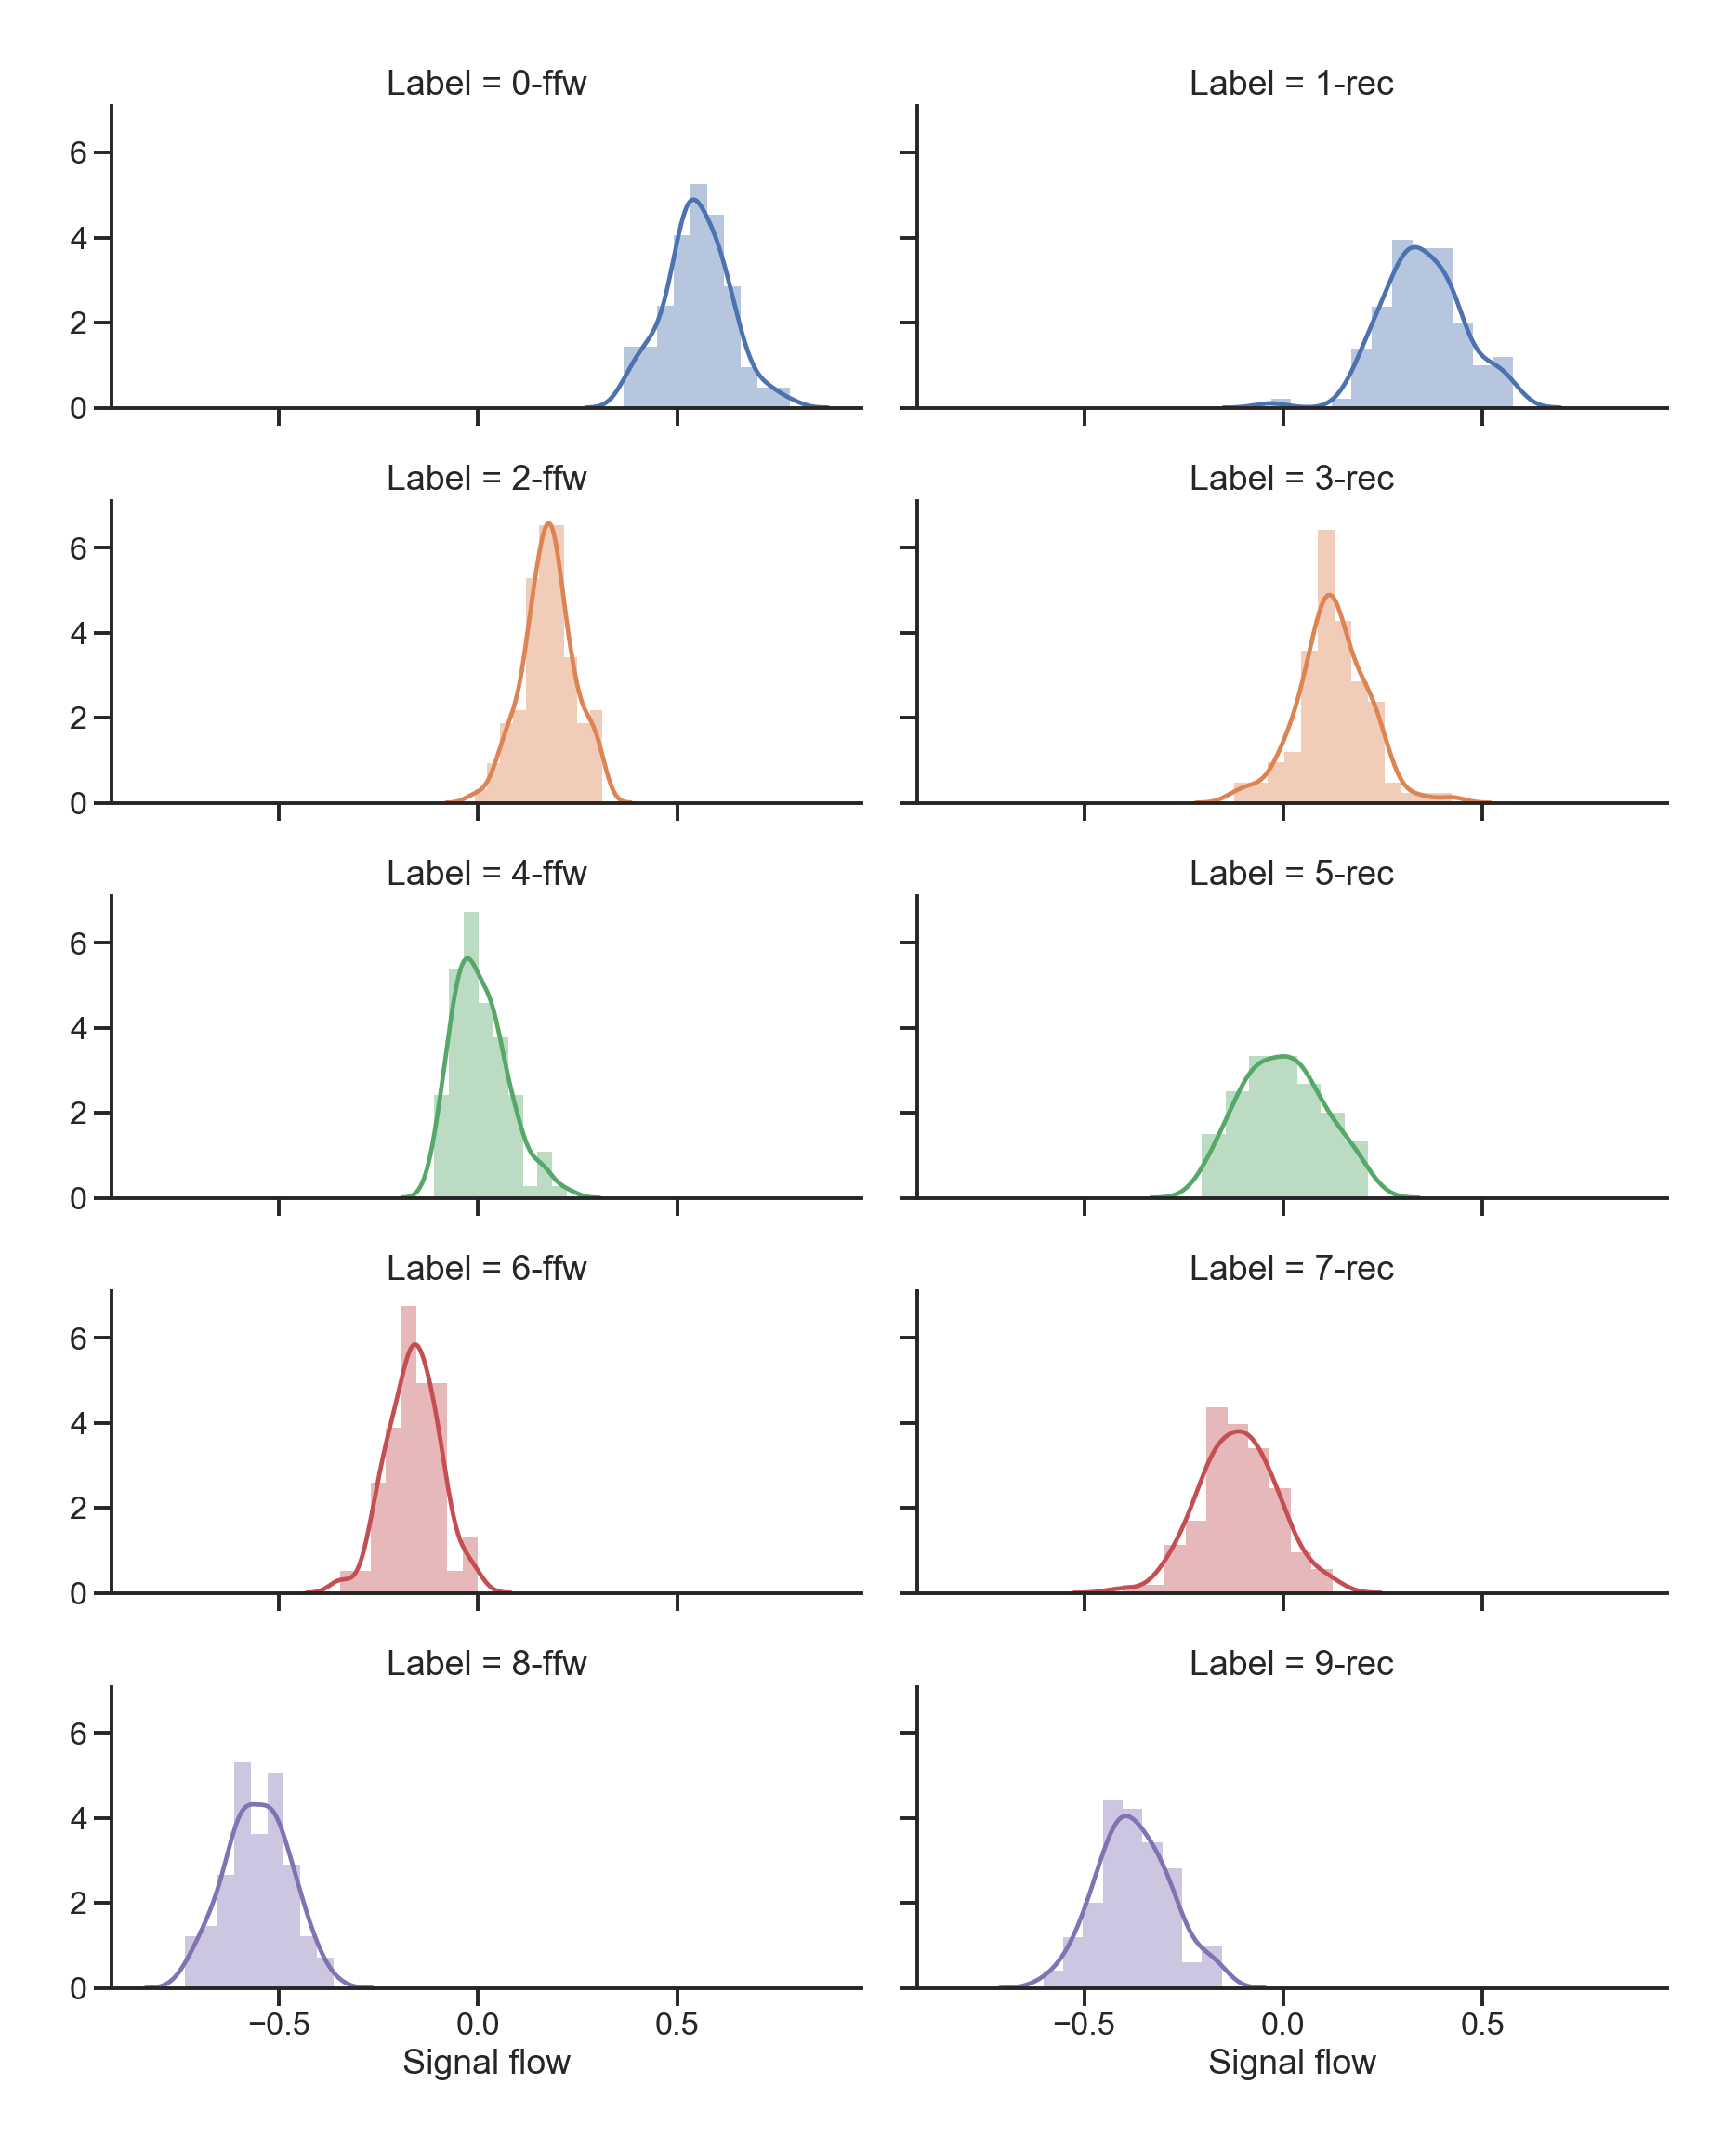 Label = 0-ffw
Label = 1-rec
6
4
2
0
Label = 2-ffw
Label = 3-rec
6
4
2
0
Label = 4-ffw
Label = 5-rec
6
4
2
0
Label = 6-ffw
Label = 7-rec
6
4
2
0
Label = 8-ffw
Label = 9-rec
6
4
2
0
−0.5 0.0 0.5
−0.5 0.0 0.5
Signal flow
Signal flow